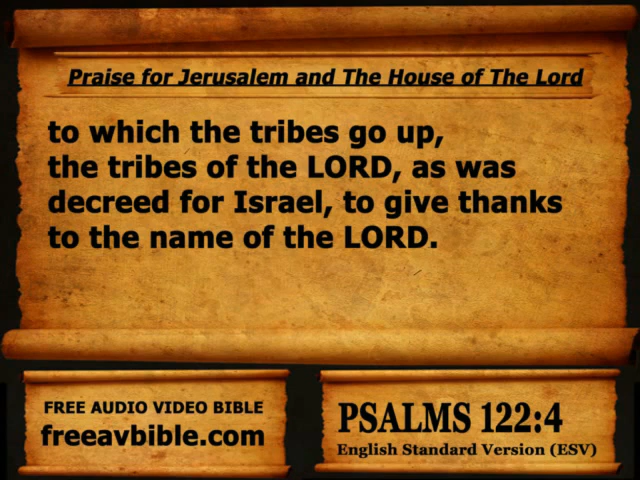 Praise for Jerusalem and The House of The Lord
to which the tribes go up,
the tribes of the LORD, as was
decreed for Israel, to give thanks
to the name of the LORD.
FREE AUDIO VIDEO BIBLE
freeavbible.com
PSALMS 122:4
English Standard Version (ESV)